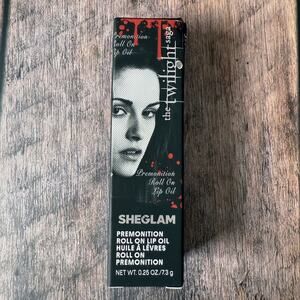 Premonition
Roll On
Lip Oil
the twilight saga
Premonition
Roll On
Lip Oil
SHEGLAM
PREMONITION
ROLL ON LIP OIL
HUILE À LÈVRES
ROLL ON
PREMONITION
NET WT. 0.25 OZ./7.3 g